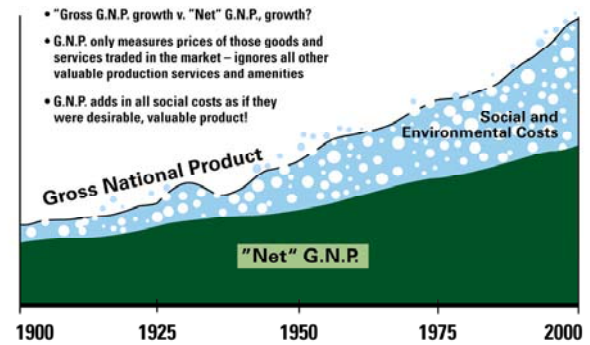 • "Gross G.N.P. growth v. "Net" G.N.P., growth?
• G.N.P. only measures prices of those goods and
services traded in the market – ignores all other
valuable production services and amenities
• G.N.P. adds in all social costs as if they
were desirable, valuable product!
Social and
Environmental Costs
Gross National Product
"Net" G.N.P.
1900 1925 1950 1975 2000